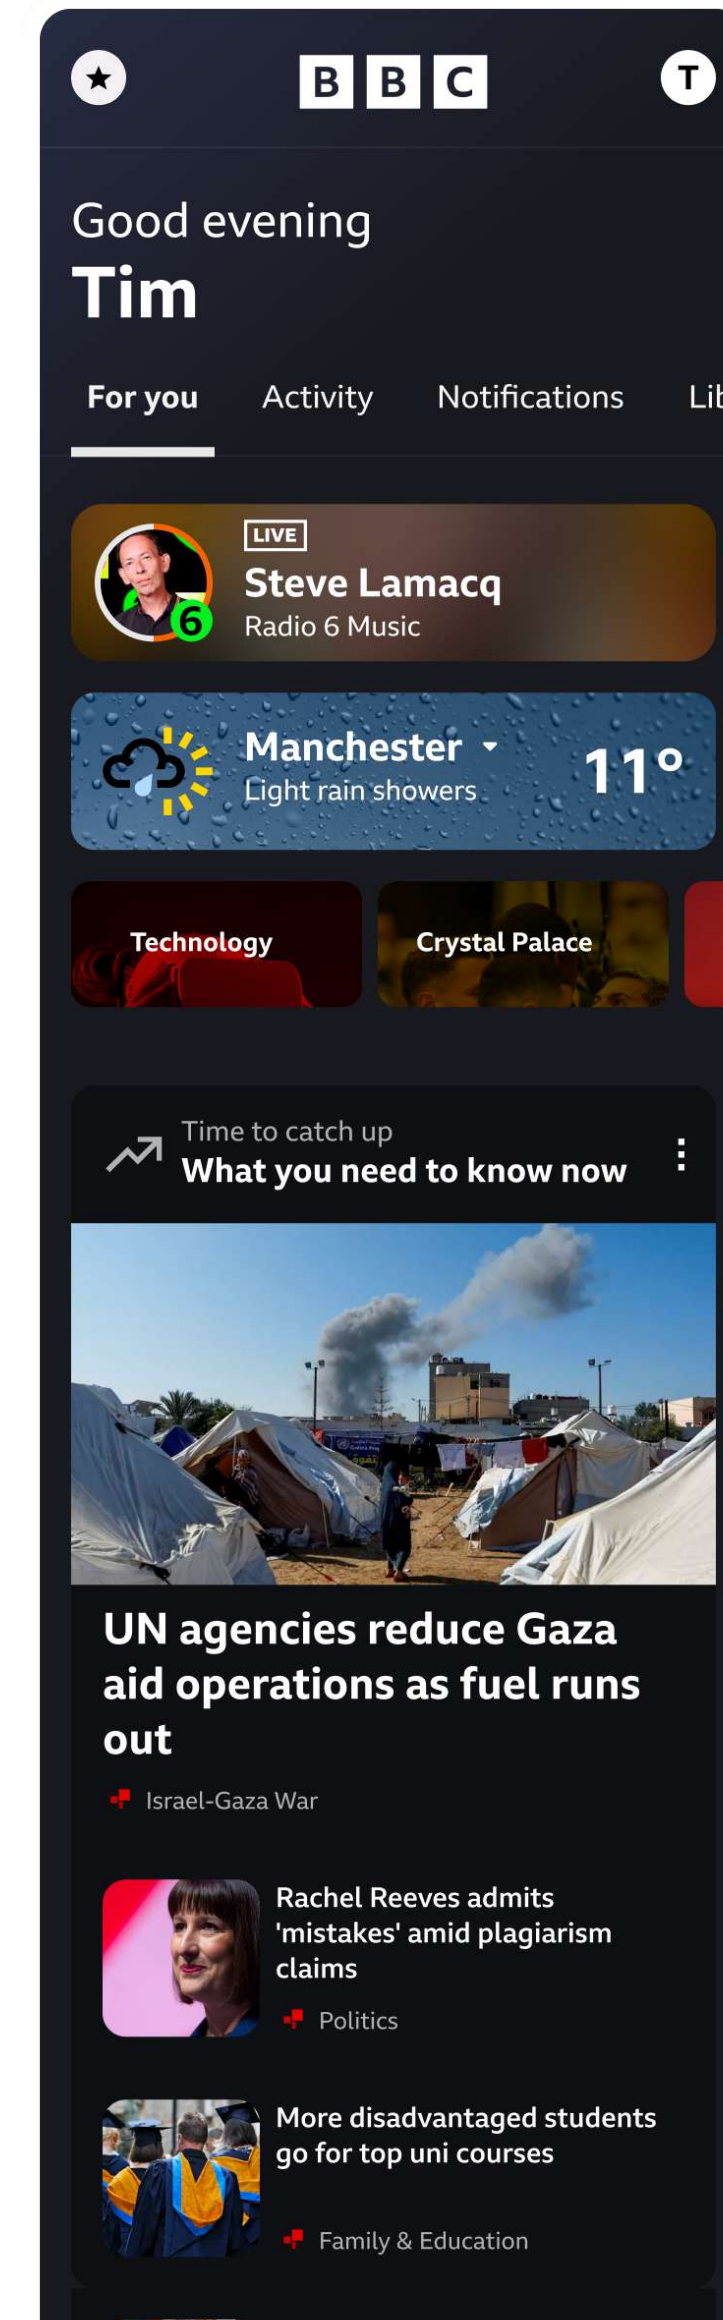 BBC
T
Good evening
Tim
For you Activity Notifications Lib
LIVE
Steve Lamacq
6
Radio 6 Music
Manchester
11°
Light rain showers
Technology Crystal Palace
Time to catch up
What you need to know now
UN agencies reduce Gaza
aid operations as fuel runs
out
Israel-Gaza War
Rachel Reeves admits
'mistakes' amid plagiarism
claims
Politics
More disadvantaged students
go for top uni courses
Family & Education